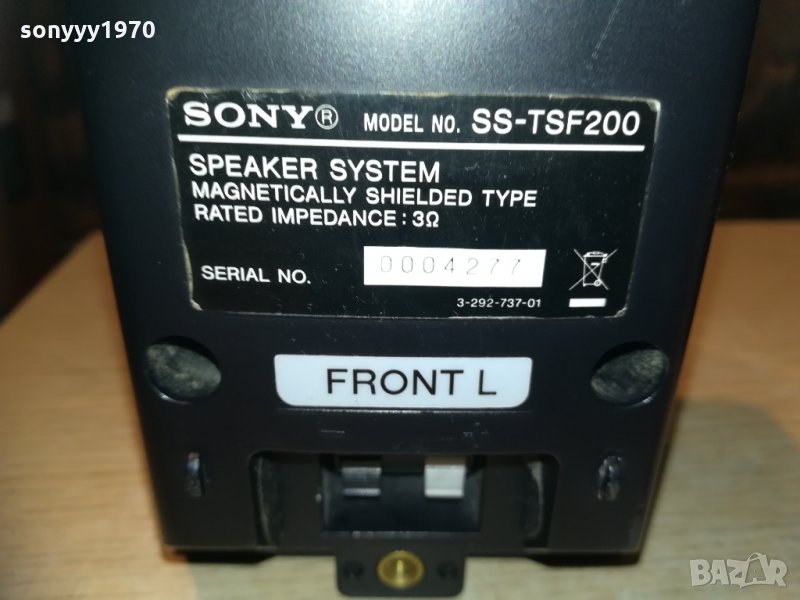 sonyyy1970
SONY® MODEL NO. SS-TSF200
SPEAKER SYSTEM
MAGNETICALLY SHIELDED TYPE
RATED IMPEDANCE : 3Ω
SERIAL NO. 0004277
3-292-737-01
FRONT L
− +
BAZAR